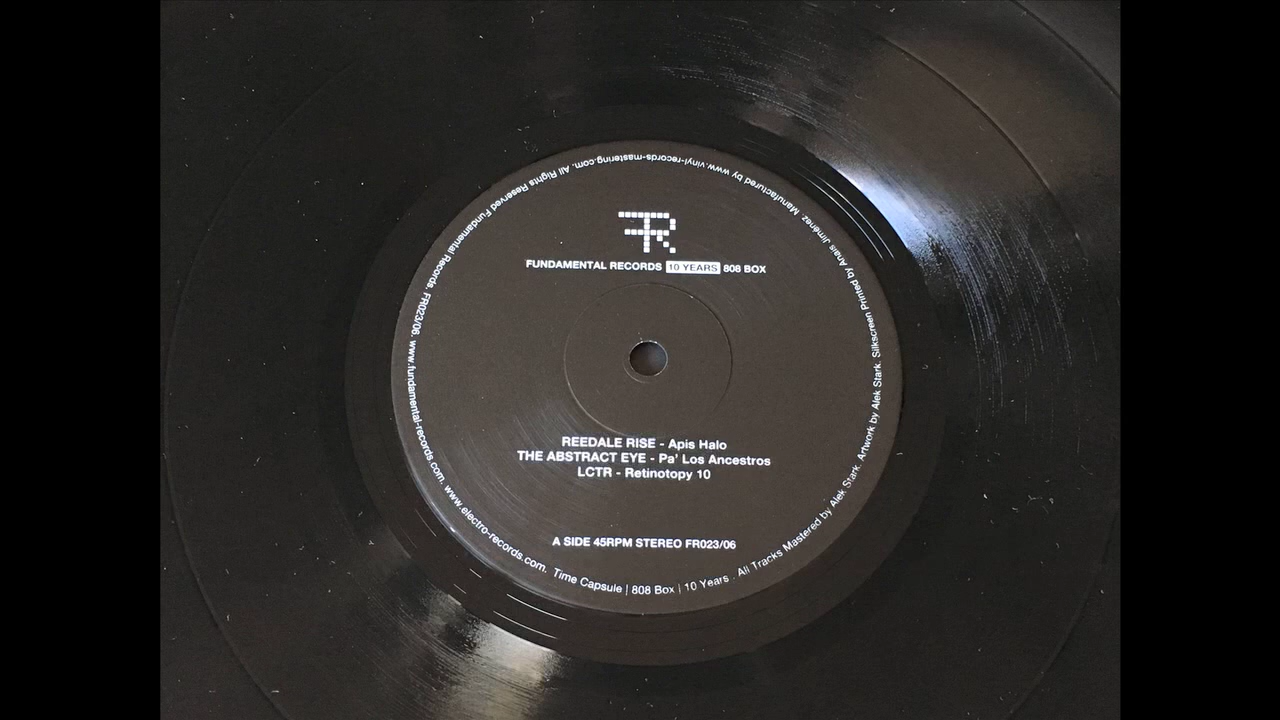 FR
FUNDAMENTAL RECORDS 10 YEARS 808 BOX
REEDALE RISE - Apis Halo
THE ABSTRACT EYE - Pa' Los Ancestros
LCTR - Retinotopy 10
A SIDE 45RPM STEREO FR023/06
All Rights Reserved Fundamental Records. FR023/06. www.fundamental-records.com. www.electro-records.com. Time Capsule | 808 Box | 10 Years . All Tracks Mastered by Alek Stark. Artwork by Alek Stark. Silkscreen Printed by Anaïs Jiménez. Manufactured by www.vinyl-records-mastering.com.